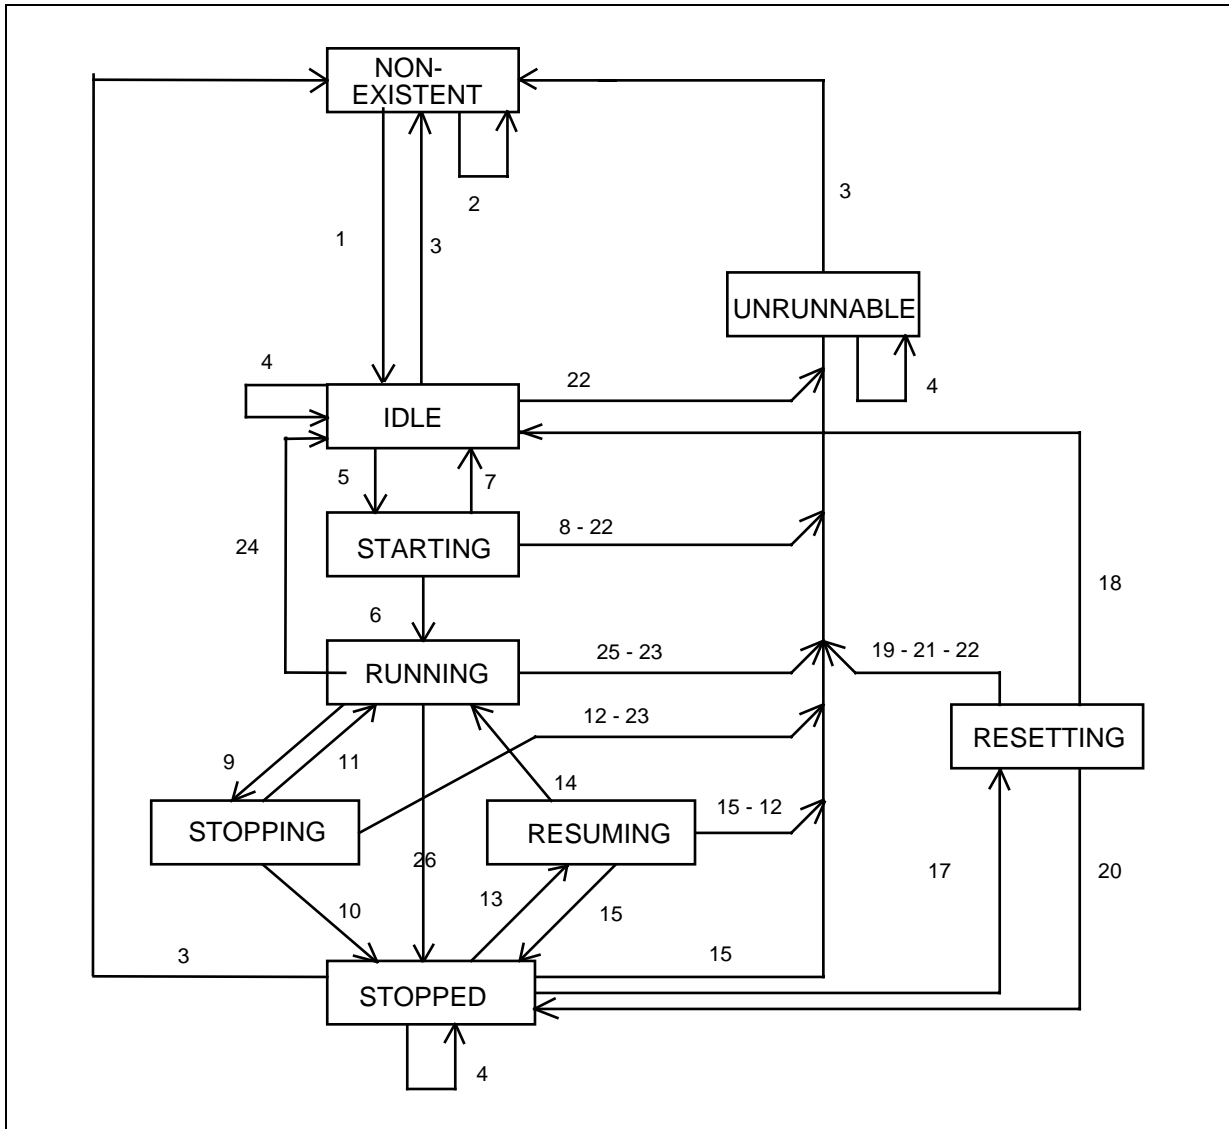 NON-
EXISTENT
2
3
1
3
UNRUNNABLE
4
22
4
IDLE
5
7
8 - 22
24
STARTING
18
6
25 - 23
19 - 21 - 22
RUNNING
12 - 23
RESETTING
9
11
14
15 - 12
STOPPING
RESUMING
26
17
20
13
10
15
3
15
STOPPED
4